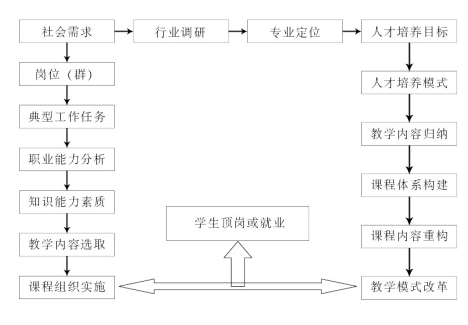 社会需求
行业调研
专业定位
人才培养目标
岗位（群）
人才培养模式
典型工作任务
教学内容归纳
职业能力分析
课程体系构建
知识能力素质
学生顶岗或就业
课程内容重构
教学内容选取
课程组织实施
教学模式改革